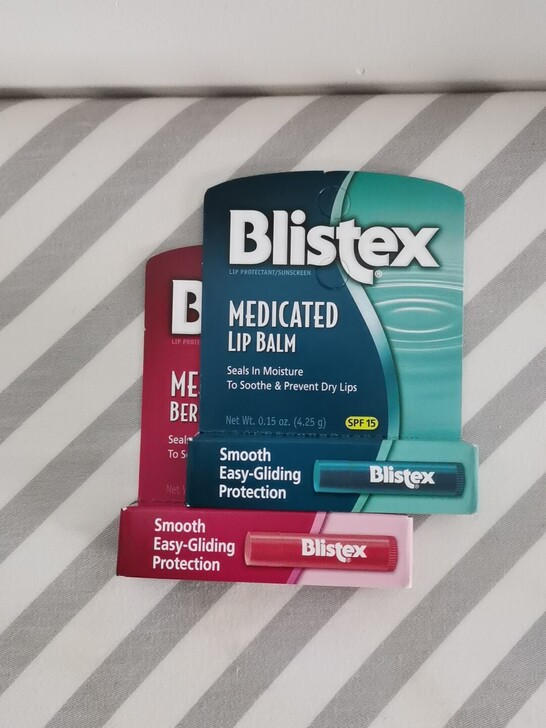 Blistex®
LIP PROTECTANT/SUNSCREEN
MEDICATED
LIP BALM
Seals In Moisture
To Soothe & Prevent Dry Lips
Net Wt. 0.15 oz. (4.25 g)
SPF 15
Smooth
Easy-Gliding
Protection
Blistex
B
LIP PROTE
ME
BER
Seals
To S
Net W
Smooth
Easy-Gliding
Protection
Blistex